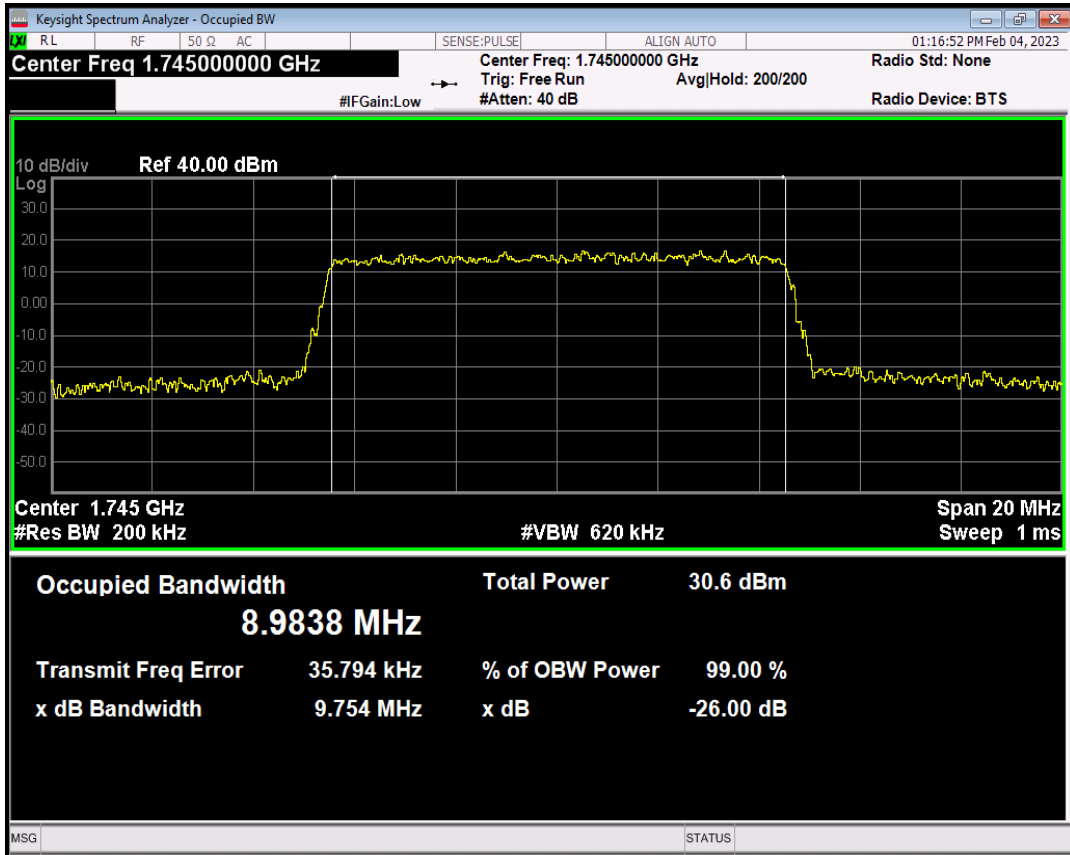 Keysight Spectrum Analyzer - Occupied BW
LXI RL RF 50 Ω AC SENSE:PULSE ALIGN AUTO 01:16:52 PM Feb 04, 2023
Center Freq 1.745000000 GHz Center Freq: 1.745000000 GHz Radio Std: None
Trig: Free Run Avg|Hold: 200/200
#IFGain:Low #Atten: 40 dB Radio Device: BTS
10 dB/div Ref 40.00 dBm
Log
30.0
20.0
10.0
0.00
-10.0
-20.0
-30.0
-40.0
-50.0
Center 1.745 GHz Span 20 MHz
#Res BW 200 kHz #VBW 620 kHz Sweep 1 ms
Occupied Bandwidth Total Power 30.6 dBm
8.9838 MHz
Transmit Freq Error 35.794 kHz % of OBW Power 99.00 %
x dB Bandwidth 9.754 MHz x dB -26.00 dB
MSG STATUS